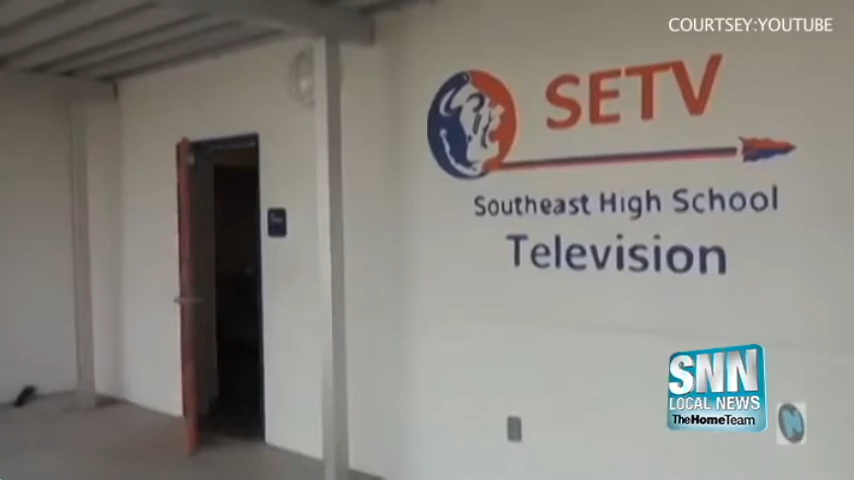 COURTSEY:YOUTUBE
SETV
Southeast High School
Television
SNN
LOCAL NEWS
TheHomeTeam
N